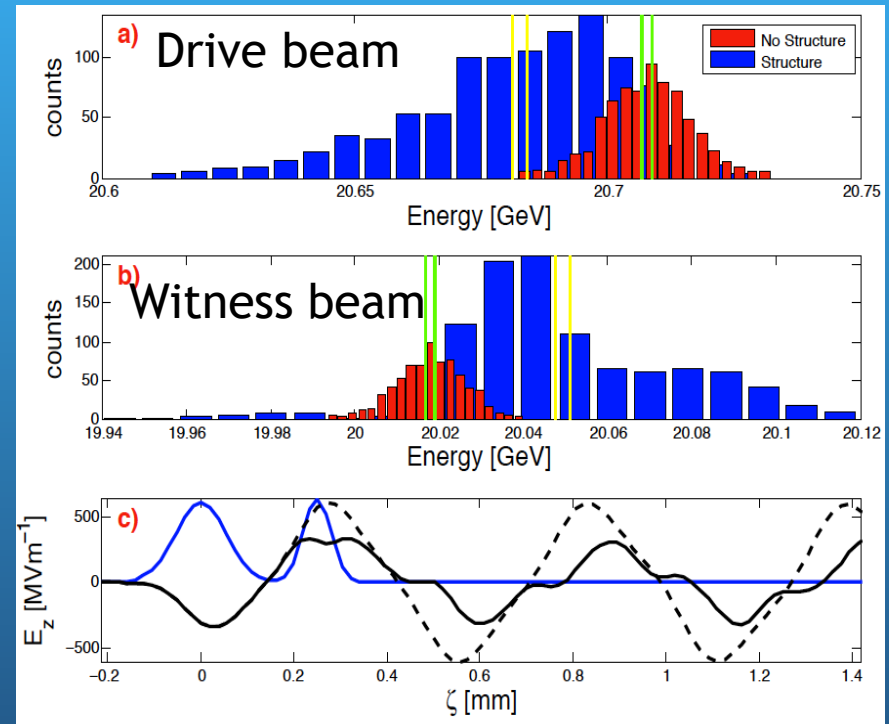 a) Drive beam
No Structure
Structure
counts
100
50
0
20.6 20.65 20.7 20.75
Energy [GeV]
b) Witness beam
counts
200
150
100
50
0
19.94 19.96 19.98 20 20.02 20.04 20.06 20.08 20.1 20.12
Energy [GeV]
c)
E_z [MVm⁻¹]
500
0
−500
−0.2 0 0.2 0.4 0.6 0.8 1 1.2 1.4
ζ [mm]